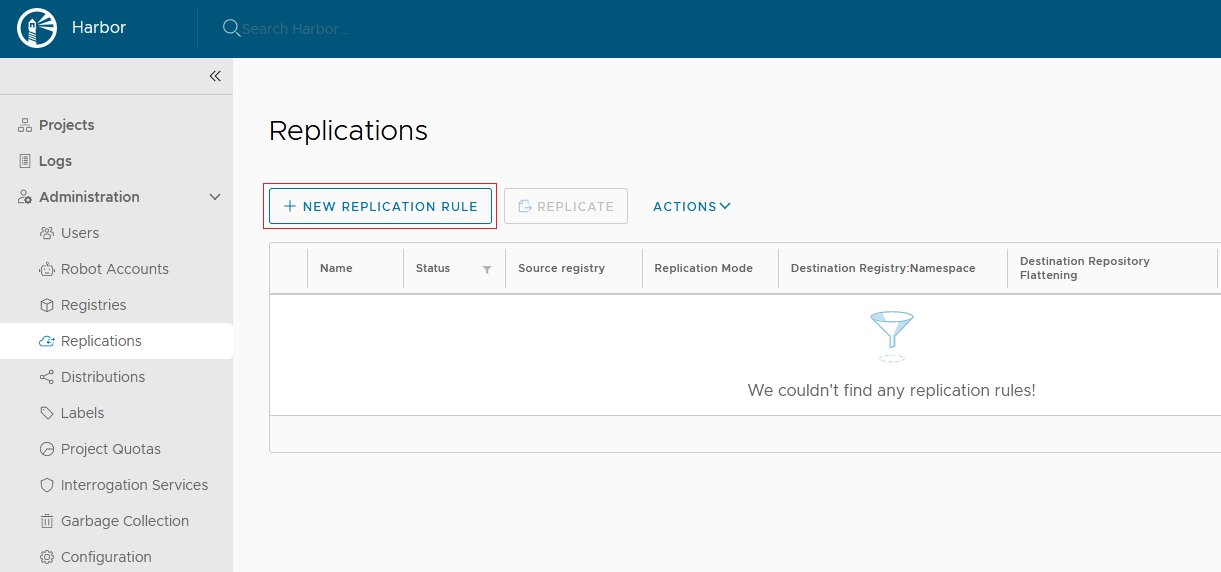 Harbor
Search Harbor...
Projects
Logs
Administration
Users
Robot Accounts
Registries
Replications
Distributions
Labels
Project Quotas
Interrogation Services
Garbage Collection
Configuration
Replications
NEW REPLICATION RULE
REPLICATE
ACTIONS
Name
Status
Source registry
Replication Mode
Destination Registry:Namespace
Destination Repository
Flattening
We couldn't find any replication rules!